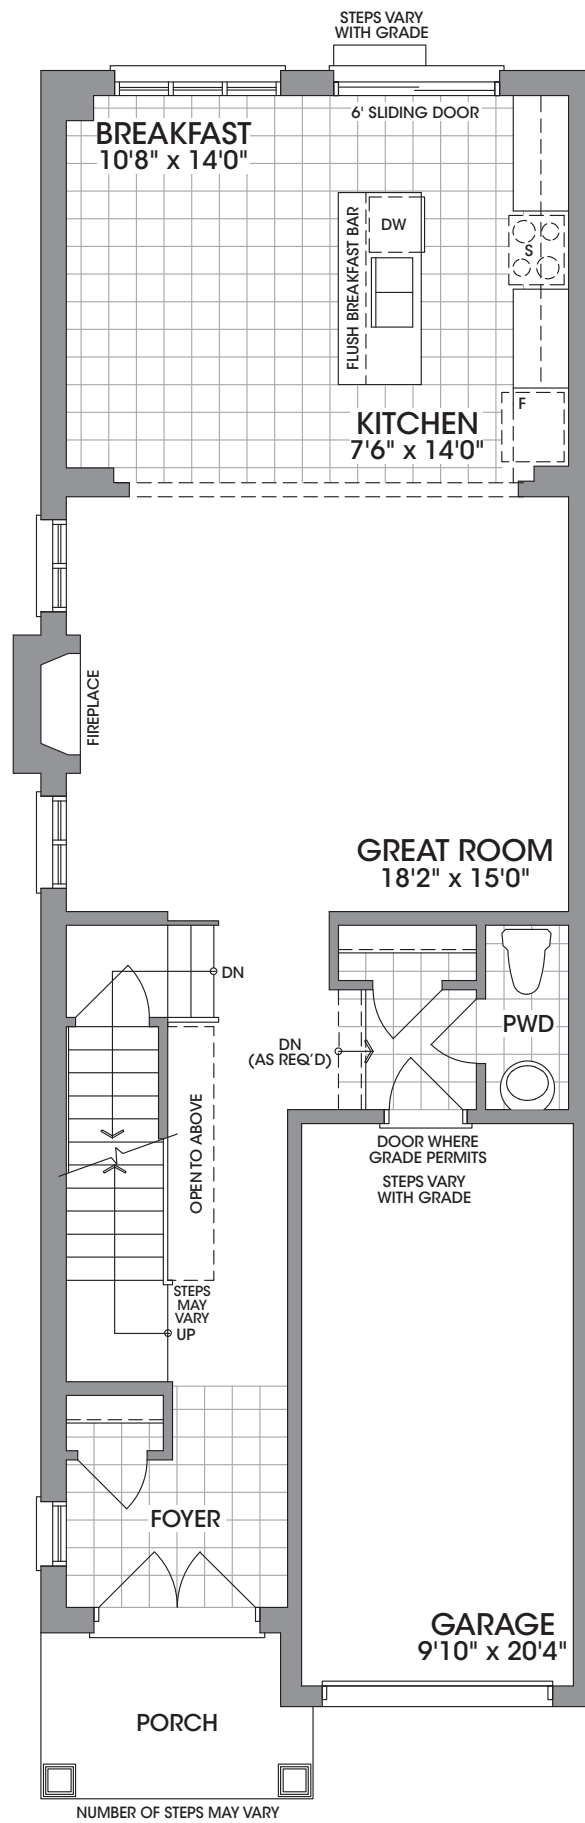 STEPS VARY
WITH GRADE
6' SLIDING DOOR
BREAKFAST
10'8" x 14'0"
DW
S
FLUSH BREAKFAST BAR
F
KITCHEN
7'6" x 14'0"
FIREPLACE
GREAT ROOM
18'2" x 15'0"
DN
PWD
DN
(AS REQ'D)
OPEN TO ABOVE
DOOR WHERE
GRADE PERMITS
STEPS VARY
WITH GRADE
STEPS
MAY
VARY
UP
FOYER
GARAGE
9'10" x 20'4"
PORCH
NUMBER OF STEPS MAY VARY